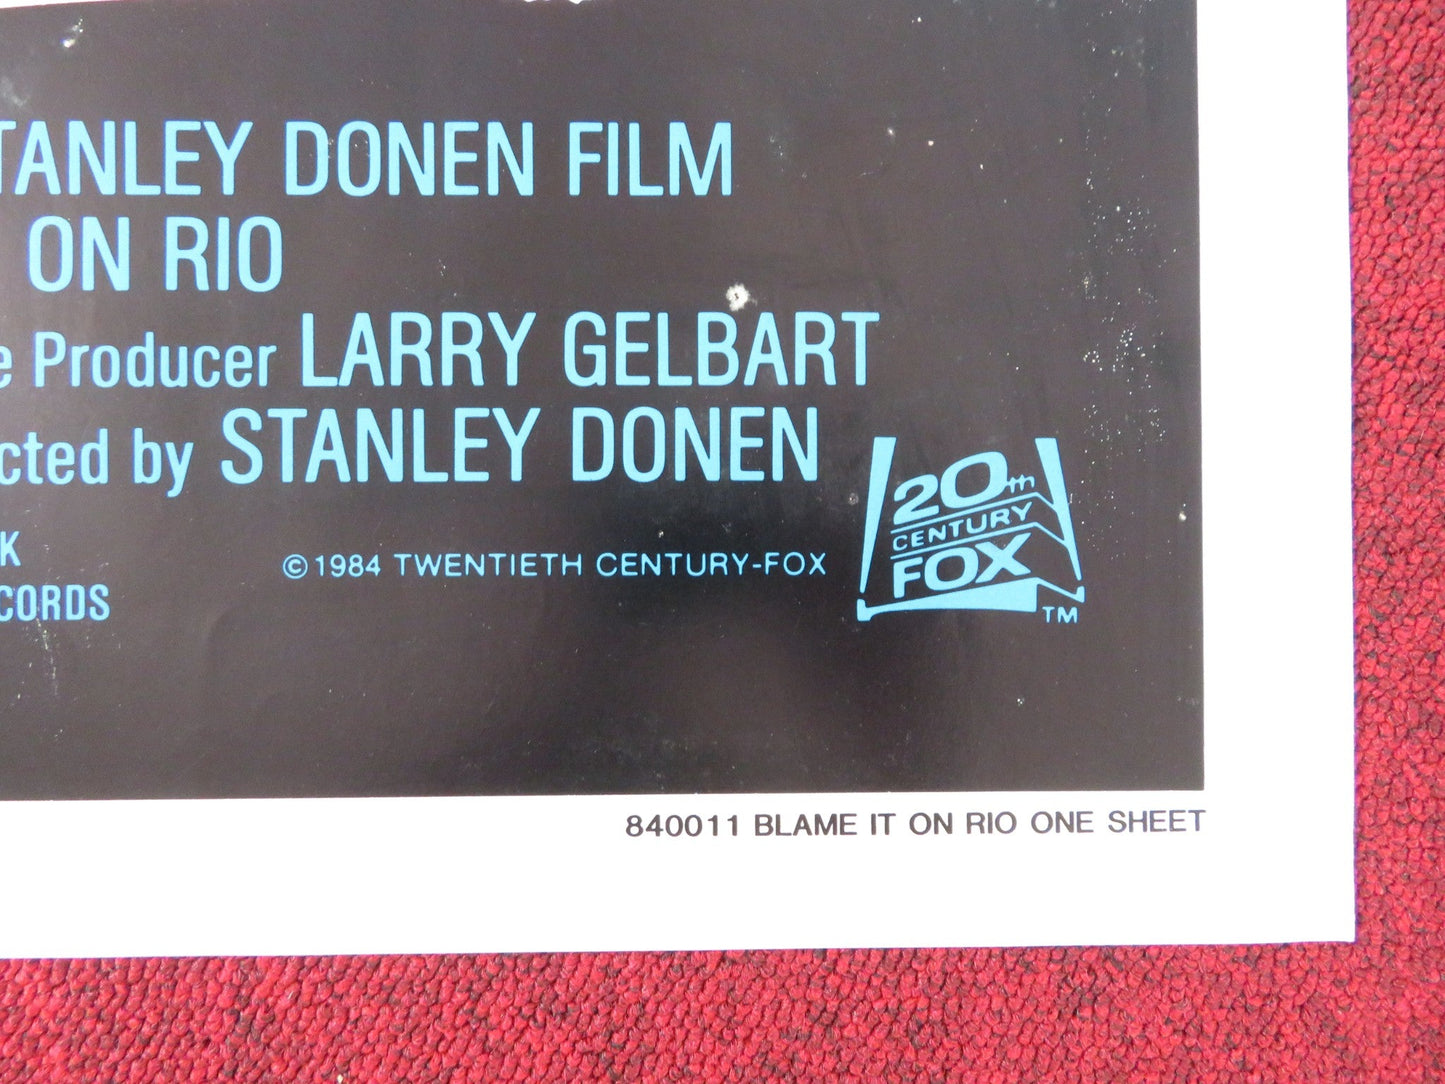 STANLEY DONEN FILM
ON RIO
e Producer LARRY GELBART
cted by STANLEY DONEN
K
CORDS
©1984 TWENTIETH CENTURY-FOX
20th
CENTURY
FOX
TM
840011 BLAME IT ON RIO ONE SHEET